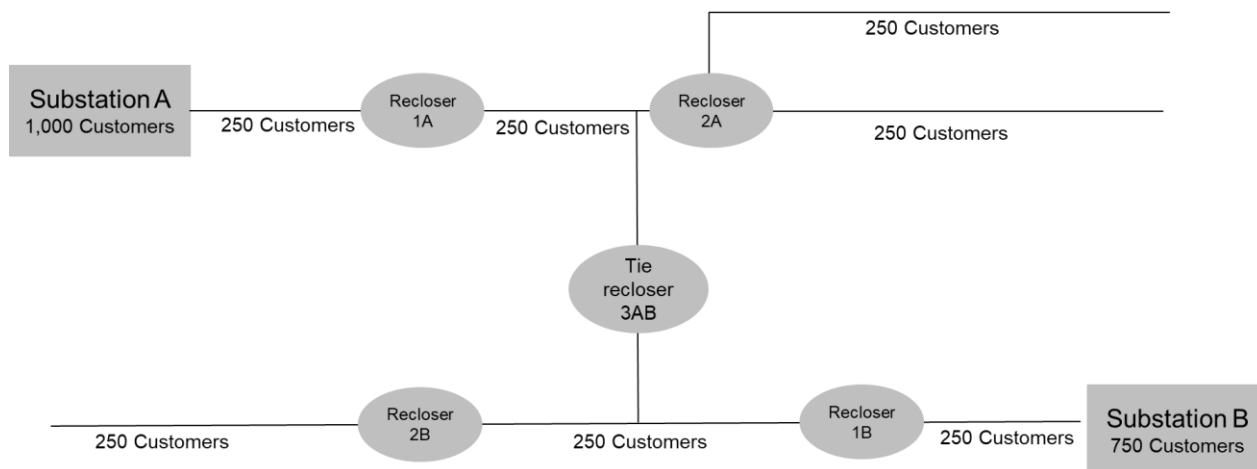 250 Customers
Substation A
1,000 Customers
250 Customers
Recloser
1A
250 Customers
Recloser
2A
250 Customers
Tie
recloser
3AB
250 Customers
Recloser
2B
250 Customers
Recloser
1B
250 Customers
Substation B
750 Customers